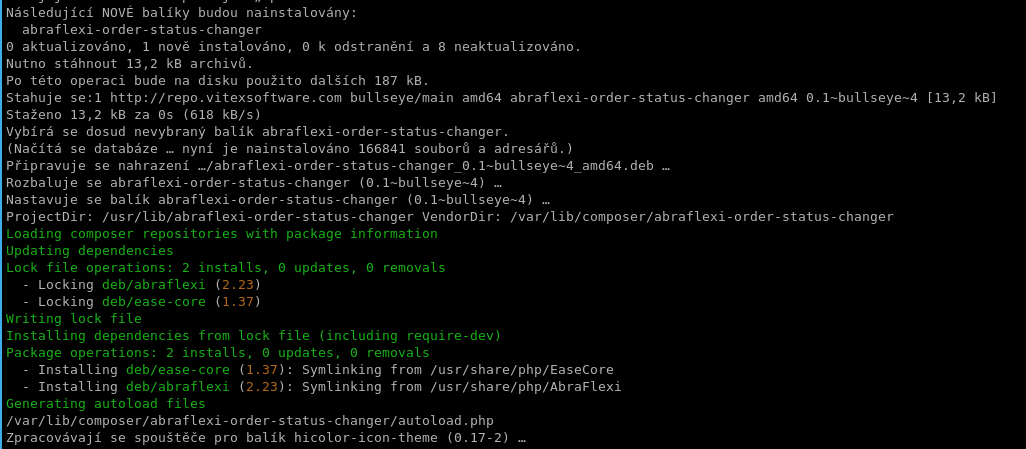 Následující NOVÉ balíky budou nainstalovány:
  abraflexi-order-status-changer
0 aktualizováno, 1 nově instalováno, 0 k odstranění a 8 neaktualizováno.
Nutno stáhnout 13,2 kB archivů.
Po této operaci bude na disku použito dalších 187 kB.
Stahuje se:1 http://repo.vitexsoftware.com bullseye/main amd64 abraflexi-order-status-changer amd64 0.1~bullseye~4 [13,2 kB]
Staženo 13,2 kB za 0s (618 kB/s)
Vybírá se dosud nevybraný balík abraflexi-order-status-changer.
(Načítá se databáze … nyní je nainstalováno 166841 souborů a adresářů.)
Připravuje se nahrazení …/abraflexi-order-status-changer_0.1~bullseye~4_amd64.deb …
Rozbaluje se abraflexi-order-status-changer (0.1~bullseye~4) …
Nastavuje se balík abraflexi-order-status-changer (0.1~bullseye~4) …
ProjectDir: /usr/lib/abraflexi-order-status-changer VendorDir: /var/lib/composer/abraflexi-order-status-changer
Loading composer repositories with package information
Updating dependencies
Lock file operations: 2 installs, 0 updates, 0 removals
  - Locking deb/abraflexi (2.23)
  - Locking deb/ease-core (1.37)
Writing lock file
Installing dependencies from lock file (including require-dev)
Package operations: 2 installs, 0 updates, 0 removals
  - Installing deb/ease-core (1.37): Symlinking from /usr/share/php/EaseCore
  - Installing deb/abraflexi (2.23): Symlinking from /usr/share/php/AbraFlexi
Generating autoload files
/var/lib/composer/abraflexi-order-status-changer/autoload.php
Zpracovávají se spouštěče pro balík hicolor-icon-theme (0.17-2) …